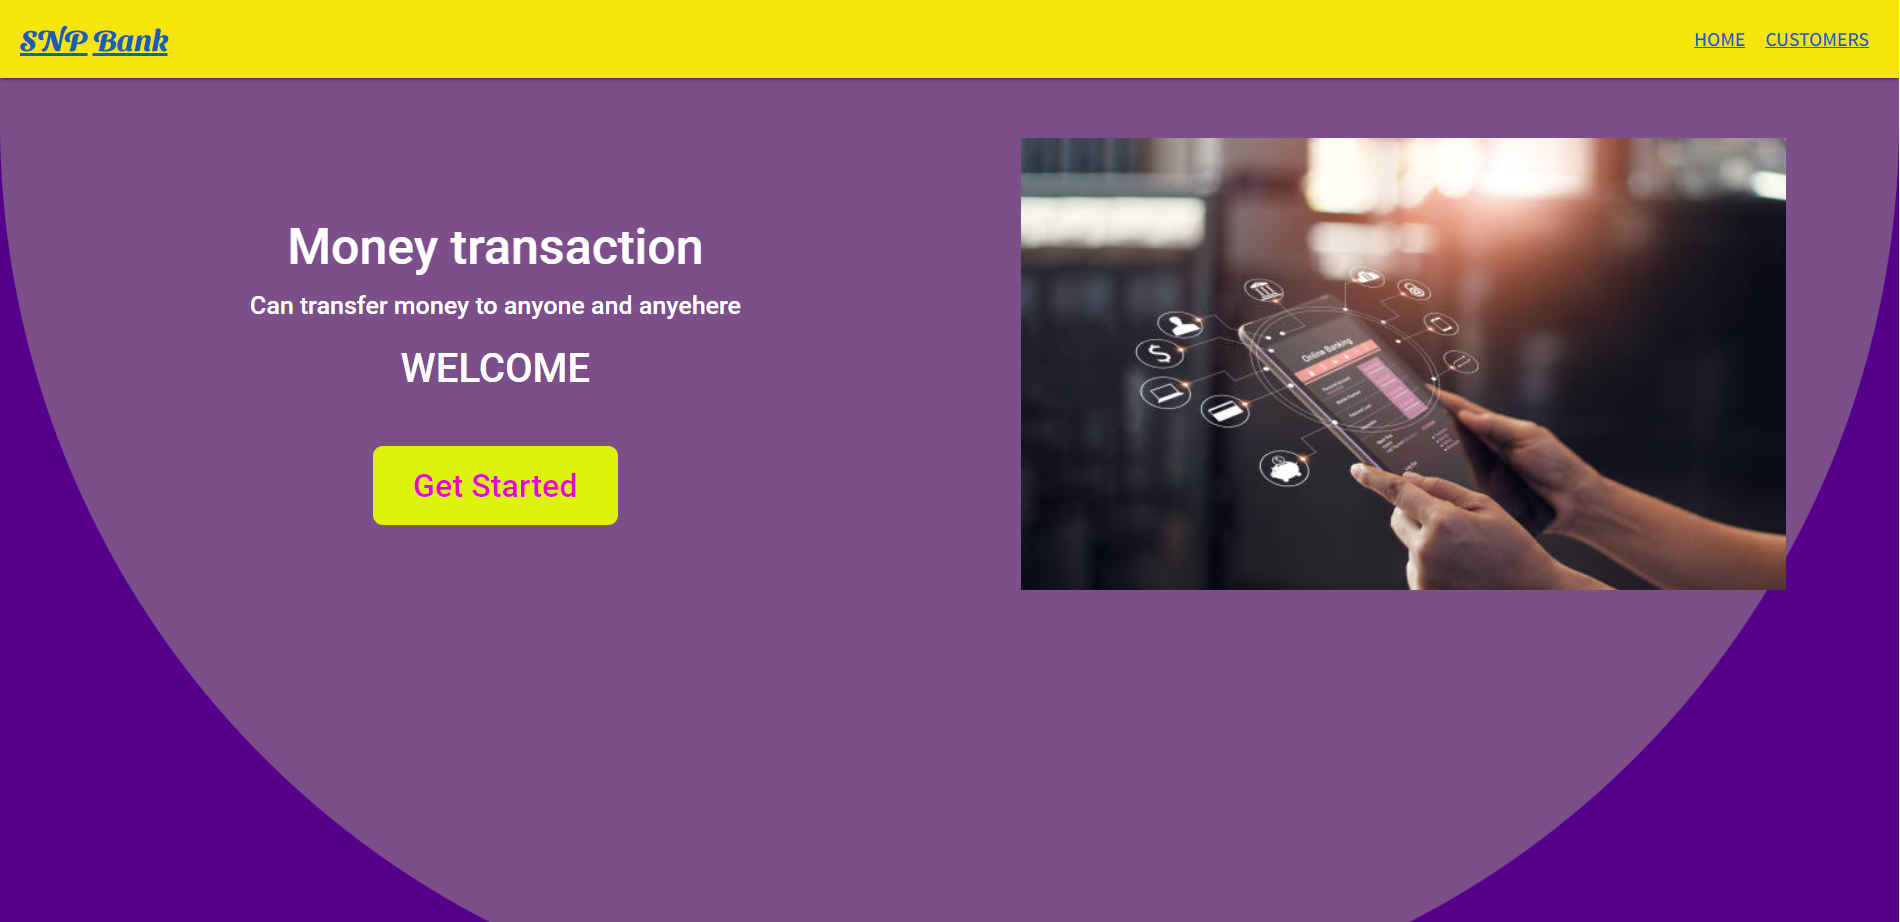 SNP Bank
HOME CUSTOMERS
Money transaction
Can transfer money to anyone and anyehere
WELCOME
Get Started
Online Banking